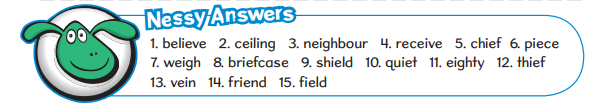 Nessy Answers
1. believe 2. ceiling 3. neighbour 4. receive 5. chief 6. piece
7. weigh 8. briefcase 9. shield 10. quiet 11. eighty 12. thief
13. vein 14. friend 15. field